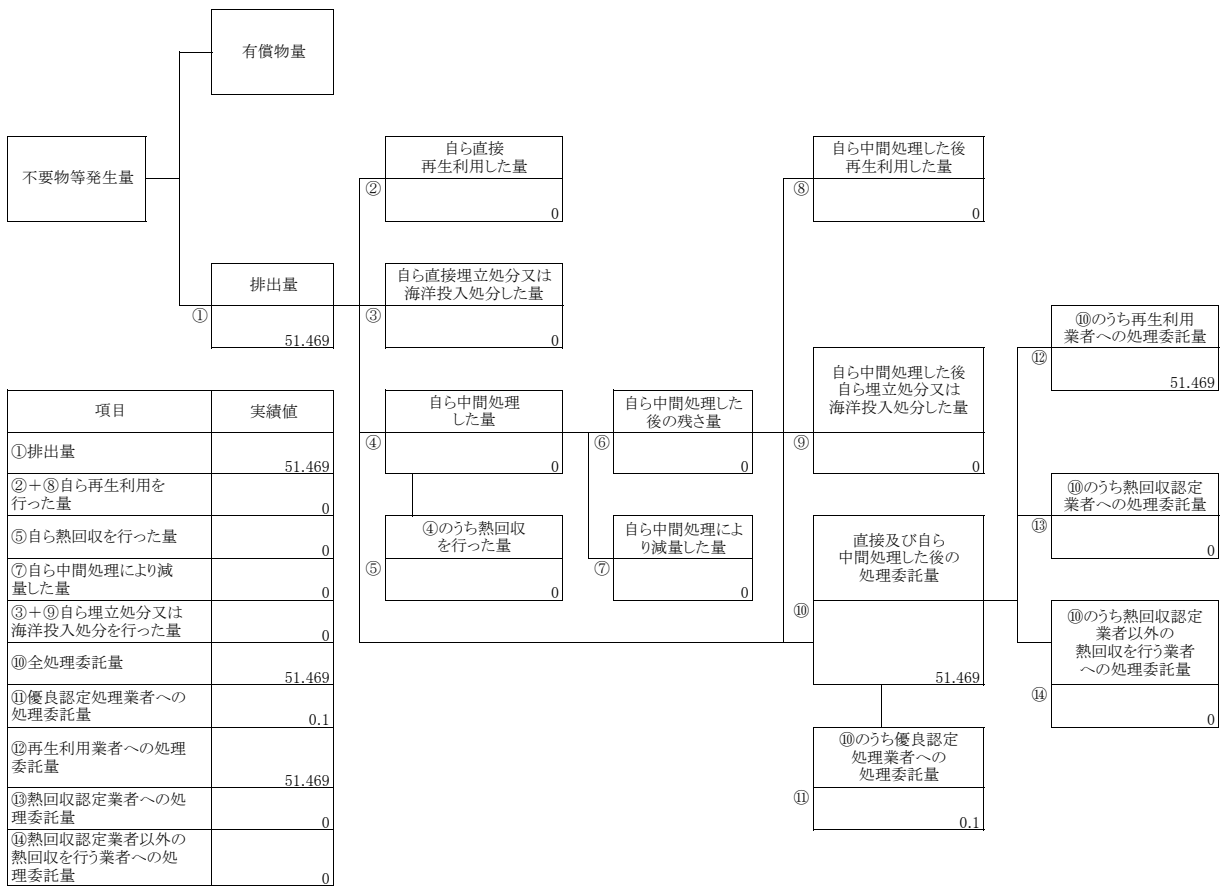 有償物量
不要物等発生量
自ら直接
再生利用した量
②
0
自ら中間処理した後
再生利用した量
⑧
0
排出量
①
51.469
自ら直接埋立処分又は
海洋投入処分した量
③
0
⑩のうち再生利用
業者への処理委託量
⑫
51.469
自ら中間処理
した量
④
0
自ら中間処理した
後の残さ量
⑥
0
自ら中間処理した後
自ら埋立処分又は
海洋投入処分した量
⑨
0
⑩のうち熱回収認定
業者への処理委託量
⑬
0
④のうち熱回収
を行った量
⑤
0
自ら中間処理によ
り減量した量
⑦
0
直接及び自ら
中間処理した後の
処理委託量
⑩
51.469
⑩のうち熱回収認定
業者以外の
熱回収を行う業者
への処理委託量
⑭
0
⑩のうち優良認定
処理業者への
処理委託量
⑪
0.1
項目 実績値
①排出量
51.469
②+⑧自ら再生利用を
行った量
0
⑤自ら熱回収を行った量
0
⑦自ら中間処理により減
量した量
0
③+⑨自ら埋立処分又は
海洋投入処分を行った量
0
⑩全処理委託量
51.469
⑪優良認定処理業者への
処理委託量
0.1
⑫再生利用業者への処理
委託量
51.469
⑬熱回収認定業者への処
理委託量
0
⑭熱回収認定業者以外の
熱回収を行う業者への処
理委託量
0